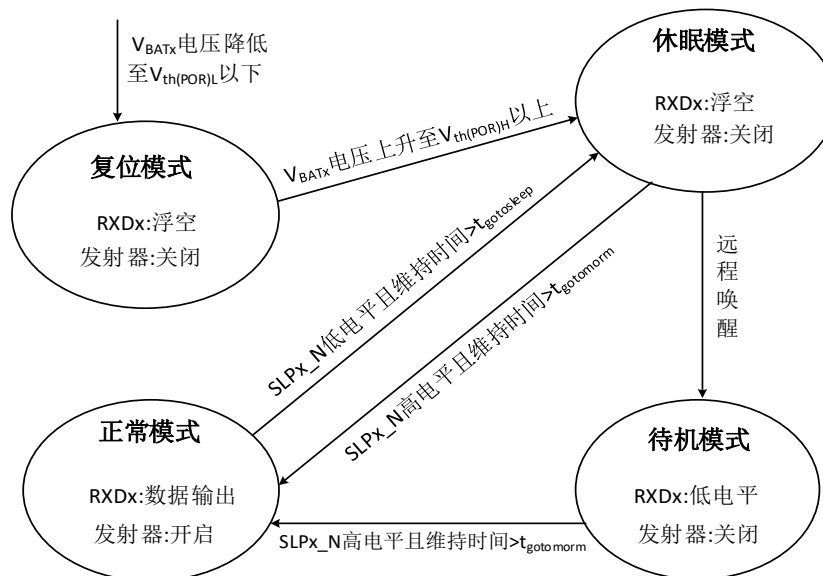 V_BATx电压降低
至V_th(POR)L以下
复位模式
RXDx:浮空
发射器:关闭
V_BATx电压上升至V_th(POR)H以上
休眠模式
RXDx:浮空
发射器:关闭
SLPx_N低电平且维持时间>t_gotosleep
SLPx_N高电平且维持时间>t_gotomorm
远程唤醒
正常模式
RXDx:数据输出
发射器:开启
SLPx_N高电平且维持时间>t_gotomorm
待机模式
RXDx:低电平
发射器:关闭